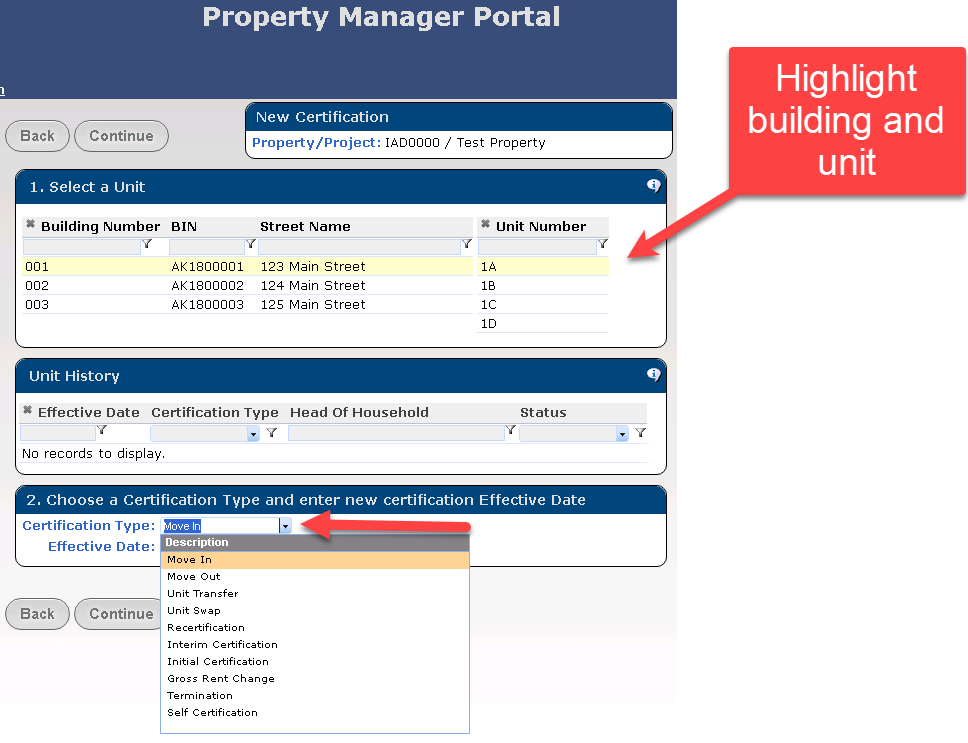 Property Manager Portal
n
Highlight
building and
unit
Back Continue
New Certification
Property/Project: IAD0000 / Test Property
1. Select a Unit
Building Number BIN Street Name Unit Number
001 AK1800001 123 Main Street 1A
002 AK1800002 124 Main Street 1B
003 AK1800003 125 Main Street 1C
1D
Unit History
Effective Date Certification Type Head Of Household Status
No records to display.
2. Choose a Certification Type and enter new certification Effective Date
Certification Type: Move In
Effective Date:
Description
Move In
Move Out
Unit Transfer
Unit Swap
Recertification
Interim Certification
Initial Certification
Gross Rent Change
Termination
Self Certification
Back Continue